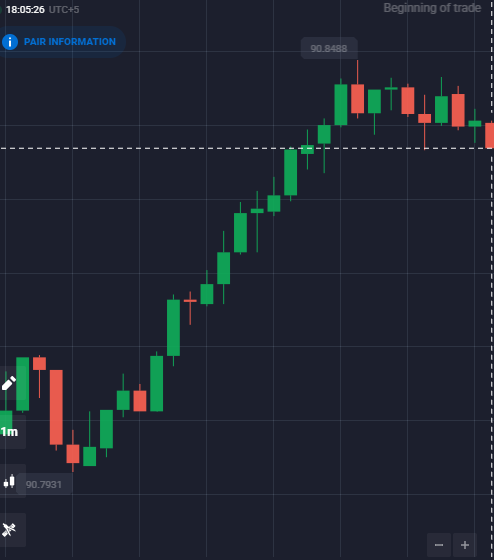 18:05:26 UTC+5
Beginning of trade
PAIR INFORMATION
90.8488
1m
90.7931